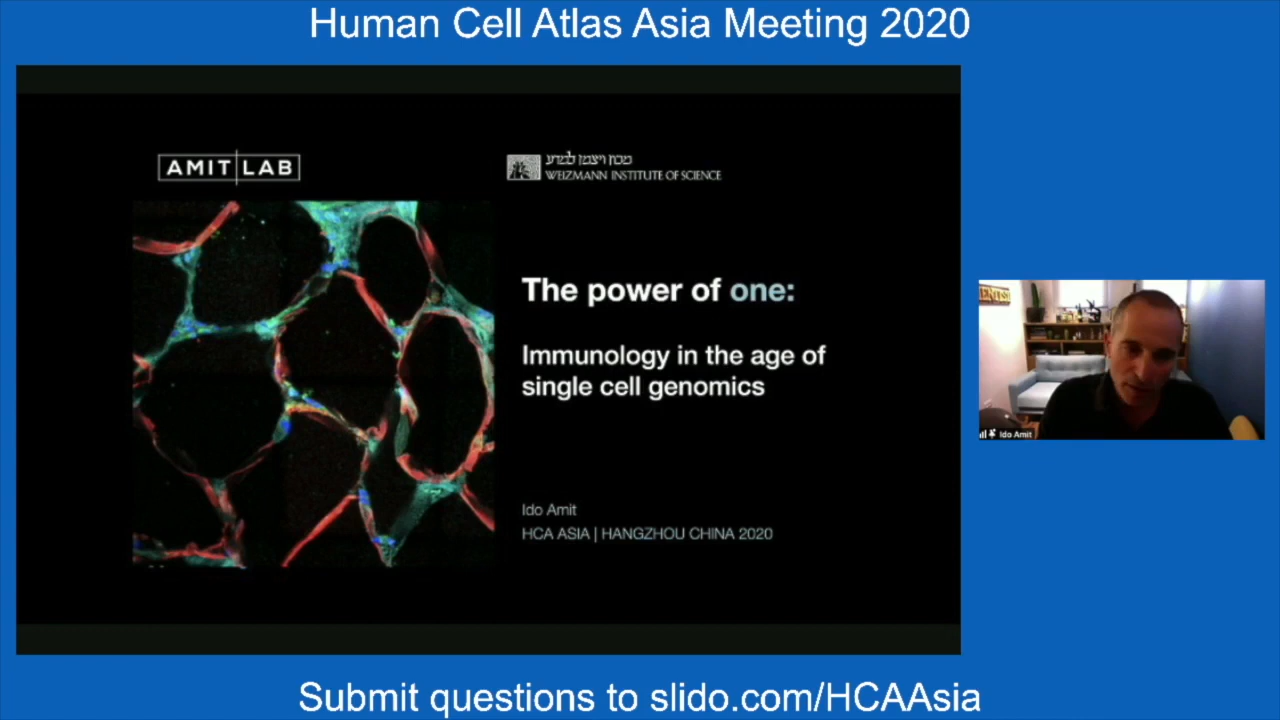 Human Cell Atlas Asia Meeting 2020
AMIT LAB
מכון ויצמן למדע
WEIZMANN INSTITUTE OF SCIENCE
The power of one:
Immunology in the age of
single cell genomics
Ido Amit
HCA ASIA | HANGZHOU CHINA 2020
Ido Amit
Submit questions to slido.com/HCAAsia